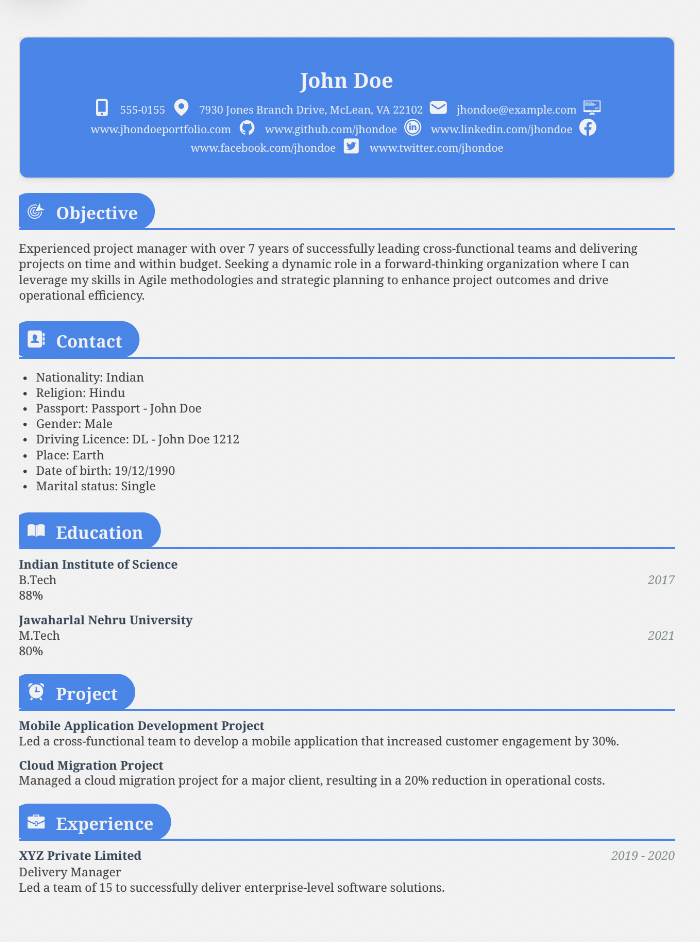 John Doe
555-0155 7930 Jones Branch Drive, McLean, VA 22102 jhondoe@example.com
www.jhondoeportfolio.com www.github.com/jhondoe www.linkedin.com/jhondoe
www.facebook.com/jhondoe www.twitter.com/jhondoe
Objective
Experienced project manager with over 7 years of successfully leading cross-functional teams and delivering
projects on time and within budget. Seeking a dynamic role in a forward-thinking organization where I can
leverage my skills in Agile methodologies and strategic planning to enhance project outcomes and drive
operational efficiency.
Contact
• Nationality: Indian
• Religion: Hindu
• Passport: Passport - John Doe
• Gender: Male
• Driving Licence: DL - John Doe 1212
• Place: Earth
• Date of birth: 19/12/1990
• Marital status: Single
Education
Indian Institute of Science
B.Tech 2017
88%
Jawaharlal Nehru University
M.Tech 2021
80%
Project
Mobile Application Development Project
Led a cross-functional team to develop a mobile application that increased customer engagement by 30%.
Cloud Migration Project
Managed a cloud migration project for a major client, resulting in a 20% reduction in operational costs.
Experience
XYZ Private Limited 2019 - 2020
Delivery Manager
Led a team of 15 to successfully deliver enterprise-level software solutions.